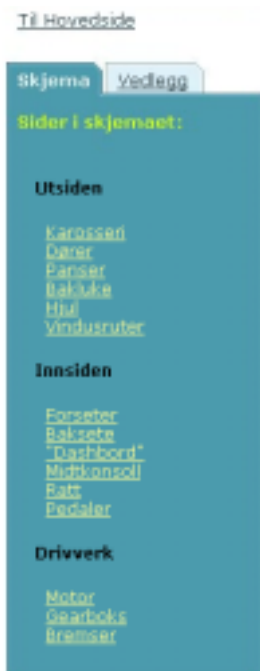 Til Hovedside
Skjema Vedlegg
Sider i skjemaet:
Utsiden
Karosseri
Dører
Panser
Bakluke
Hjul
Vindusruter
Innsiden
Forseter
Baksete
"Dashbord"
Midtkonsoll
Ratt
Pedaler
Drivverk
Motor
Gearboks
Bremser